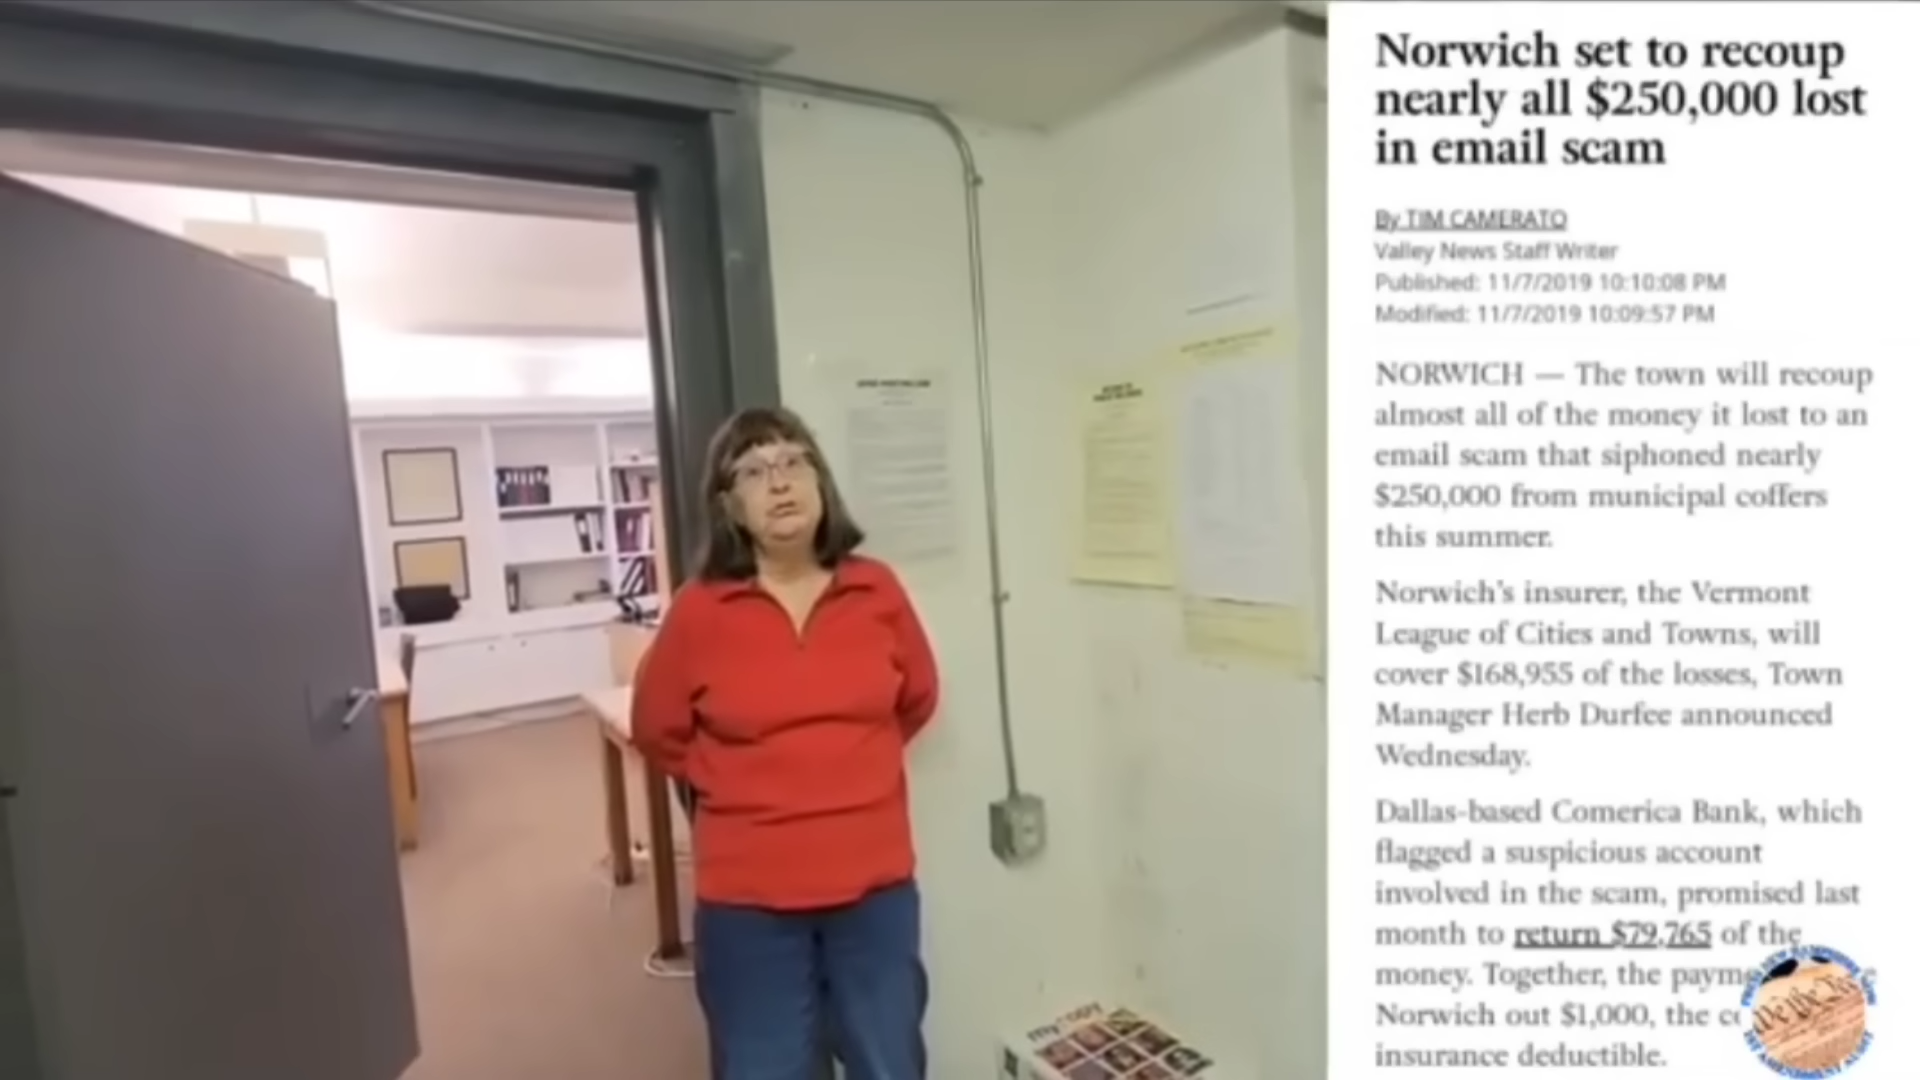 Norwich set to recoup
nearly all $250,000 lost
in email scam
By TIM CAMERATO
Valley News Staff Writer
Published: 11/7/2019 10:10:08 PM
Modified: 11/7/2019 10:09:57 PM
NORWICH — The town will recoup
almost all of the money it lost to an
email scam that siphoned nearly
$250,000 from municipal coffers
this summer.
Norwich's insurer, the Vermont
League of Cities and Towns, will
cover $168,955 of the losses, Town
Manager Herb Durfee announced
Wednesday.
Dallas-based Comerica Bank, which
flagged a suspicious account
involved in the scam, promised last
month to return $79,765 of the
money. Together, the
Norwich out $1,000, the
insurance deductible.
We The